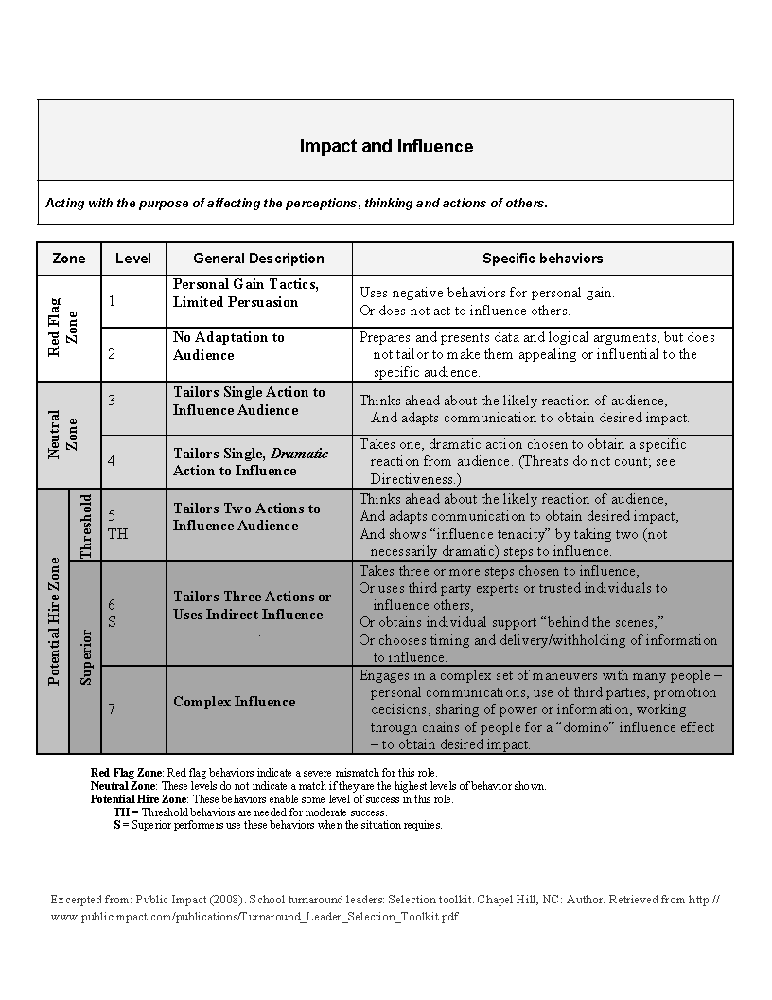 Impact and Influence
Acting with the purpose of affecting the perceptions, thinking and actions of others.
Zone Level General Description Specific behaviors
Red Flag
Zone
1
Personal Gain Tactics,
Limited Persuasion
Uses negative behaviors for personal gain.
Or does not act to influence others.
2
No Adaptation to
Audience
Prepares and presents data and logical arguments, but does
not tailor to make them appealing or influential to the
specific audience.
Neutral
Zone
3
Tailors Single Action to
Influence Audience
Thinks ahead about the likely reaction of audience,
And adapts communication to obtain desired impact.
4
Tailors Single, Dramatic
Action to Influence
Takes one, dramatic action chosen to obtain a specific
reaction from audience. (Threats do not count; see
Directiveness.)
Potential Hire Zone
Threshold
5
TH
Tailors Two Actions to
Influence Audience
Thinks ahead about the likely reaction of audience,
And adapts communication to obtain desired impact,
And shows “influence tenacity” by taking two (not
necessarily dramatic) steps to influence.
Superior
6
S
Tailors Three Actions or
Uses Indirect Influence
.
Takes three or more steps chosen to influence,
Or uses third party experts or trusted individuals to
influence others,
Or obtains individual support “behind the scenes,”
Or chooses timing and delivery/withholding of information
to influence.
7
Complex Influence
Engages in a complex set of maneuvers with many people –
personal communications, use of third parties, promotion
decisions, sharing of power or information, working
through chains of people for a “domino” influence effect
– to obtain desired impact.
Red Flag Zone: Red flag behaviors indicate a severe mismatch for this role.
Neutral Zone: These levels do not indicate a match if they are the highest levels of behavior shown.
Potential Hire Zone: These behaviors enable some level of success in this role.
TH = Threshold behaviors are needed for moderate success.
S = Superior performers use these behaviors when the situation requires.
Excerpted from: Public Impact (2008). School turnaround leaders: Selection toolkit. Chapel Hill, NC: Author. Retrieved from http://
www.publicimpact.com/publications/Turnaround_Leader_Selection_Toolkit.pdf